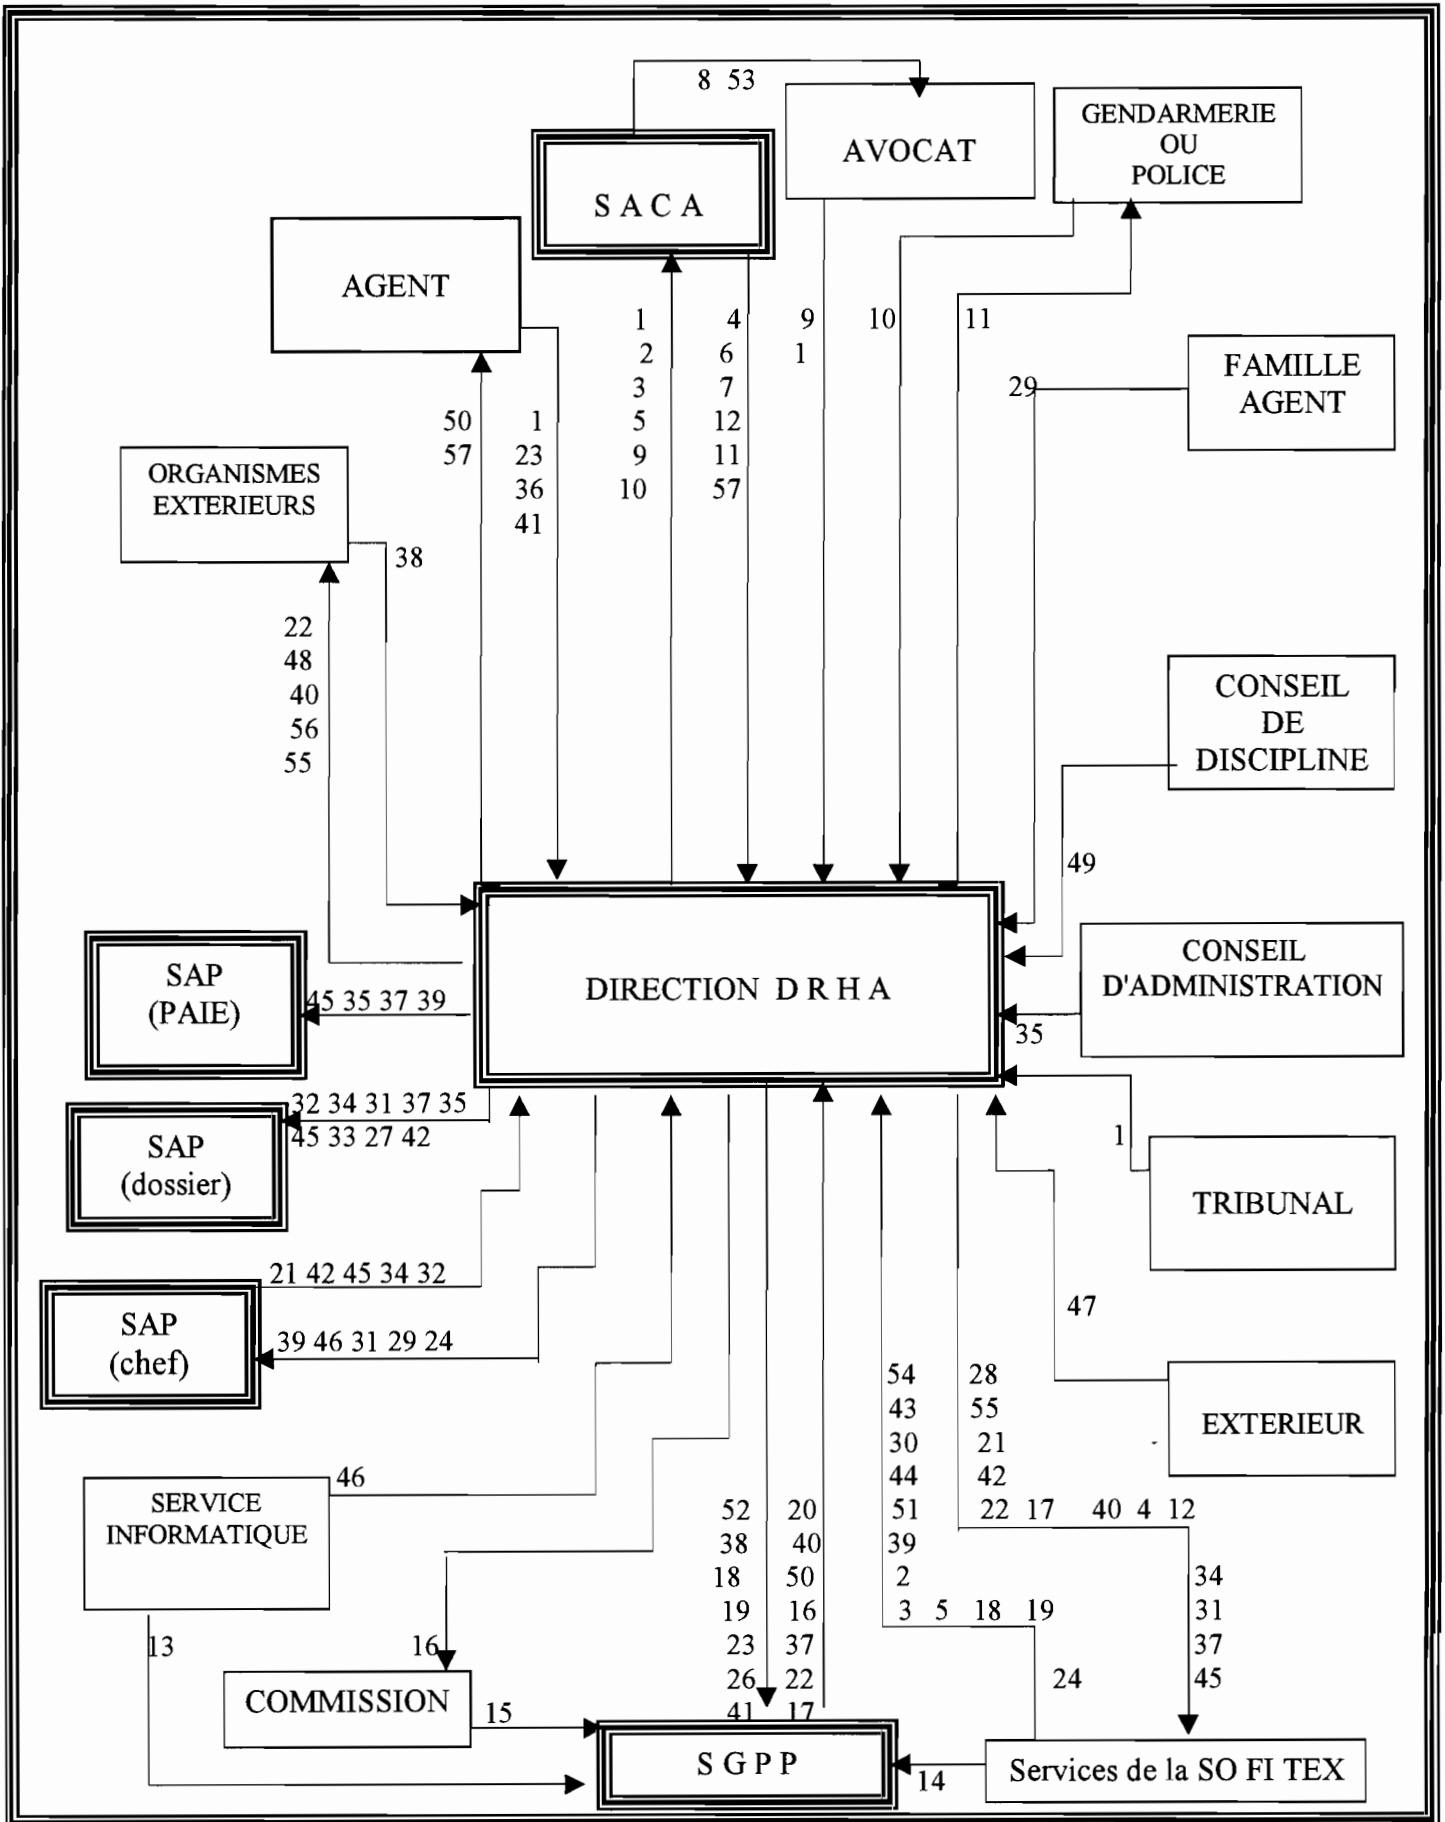 8 53
AVOCAT
GENDARMERIE
OU
POLICE
S A C A
AGENT
1
2
3
5
9
10
4
6
7
12
11
57
9
1
10
11
FAMILLE
AGENT
29
50
57
1
23
36
41
ORGANISMES
EXTERIEURS
38
22
48
40
56
55
CONSEIL
DE
DISCIPLINE
49
SAP
(PAIE)
45 35 37 39
DIRECTION D R H A
CONSEIL
D'ADMINISTRATION
35
32 34 31 37 35
45 33 27 42
SAP
(dossier)
1
TRIBUNAL
21 42 45 34 32
SAP
(chef)
39 46 31 29 24
47
EXTERIEUR
46
SERVICE
INFORMATIQUE
13
16
COMMISSION
15
52
38
18
19
23
26
41
20
40
50
16
37
22
17
54
43
30
44
51
39
2
3 5 18 19
24
28
55
21
42
22 17 40 4 12
34
31
37
45
S G P P
14
Services de la SO FI TEX